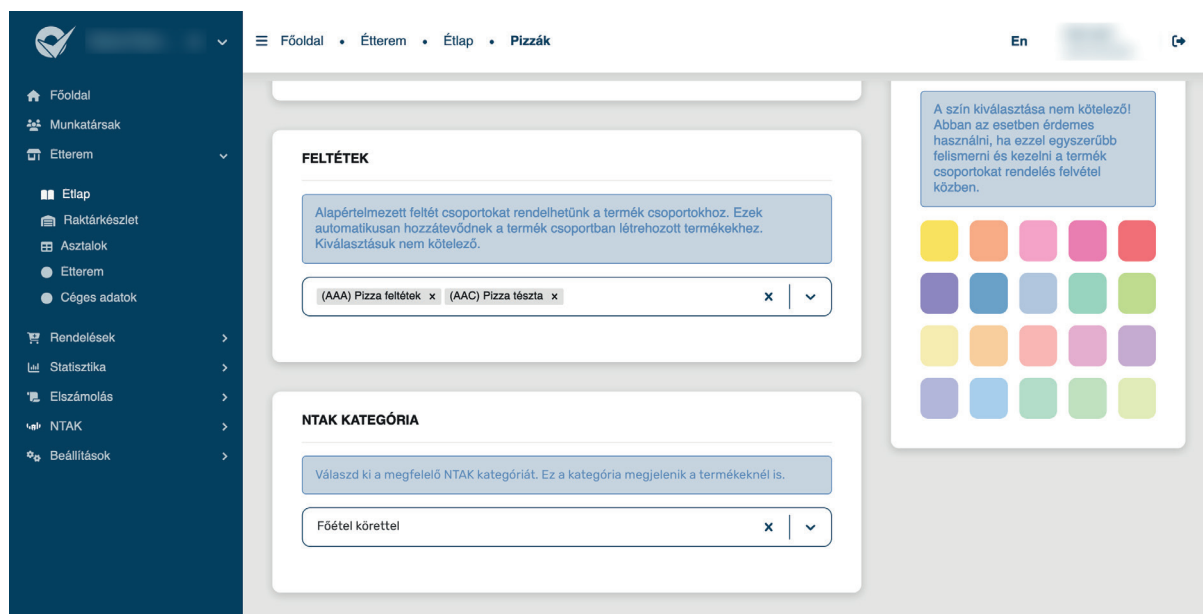 Főoldal • Étterem • Étlap • Pizzák
En
Főoldal
Munkatársak
Étterem
Étlap
Raktárkészlet
Asztalok
Étterem
Céges adatok
Rendelések
Statisztika
Elszámolás
NTAK
Beállítások
FELTÉTEK
Alapértelmezett feltét csoportokat rendelhetünk a termék csoportokhoz. Ezek
automatikusan hozzátevődnek a termék csoportban létrehozott termékekhez.
Kiválasztásuk nem kötelező.
(AAA) Pizza feltétek x (AAC) Pizza tészta x
NTAK KATEGÓRIA
Válaszd ki a megfelelő NTAK kategóriát. Ez a kategória megjelenik a termékeknél is.
Főétel körettel
A szín kiválasztása nem kötelező!
Abban az esetben érdemes
használni, ha ezzel egyszerűbb
felismerni és kezelni a termék
csoportokat rendelés felvétel
közben.